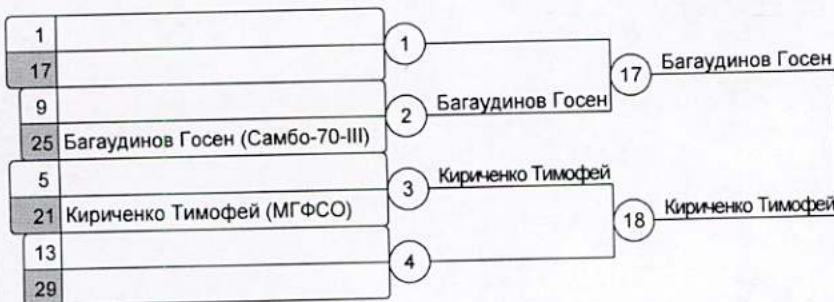 1
17
1
9
25 Багаудинов Госен (Самбо-70-III)
2 Багаудинов Госен
17 Багаудинов Госен
5
21 Кириченко Тимофей (МГФСО)
3 Кириченко Тимофей
13
29
4
18 Кириченко Тимофей